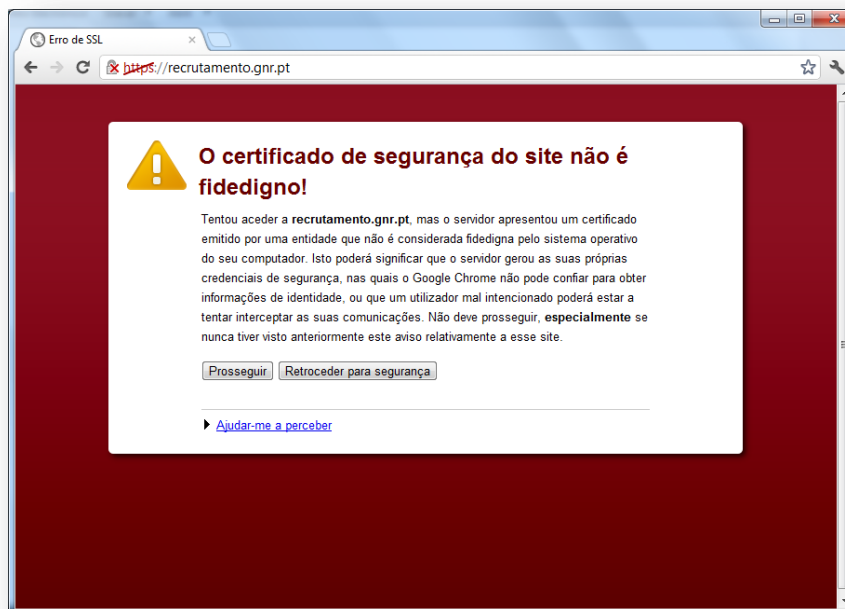 Erro de SSL
https://recrutamento.gnr.pt
O certificado de segurança do site não é
fidedigno!
Tentou aceder a recrutamento.gnr.pt, mas o servidor apresentou um certificado
emitido por uma entidade que não é considerada fidedigna pelo sistema operativo
do seu computador. Isto poderá significar que o servidor gerou as suas próprias
credenciais de segurança, nas quais o Google Chrome não pode confiar para obter
informações de identidade, ou que um utilizador mal intencionado poderá estar a
tentar interceptar as suas comunicações. Não deve prosseguir, especialmente se
nunca tiver visto anteriormente este aviso relativamente a esse site.
Prosseguir Retroceder para segurança
Ajudar-me a perceber